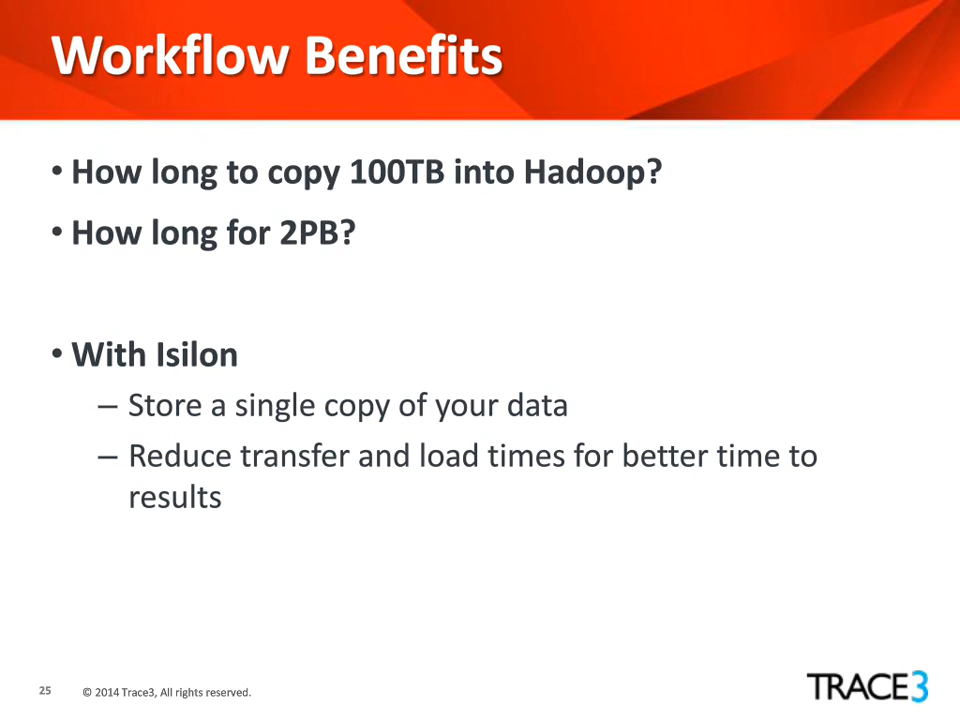 Workflow Benefits
• How long to copy 100TB into Hadoop?
• How long for 2PB?
• With Isilon
– Store a single copy of your data
– Reduce transfer and load times for better time to
results
25 © 2014 Trace3, All rights reserved.
TRACE3